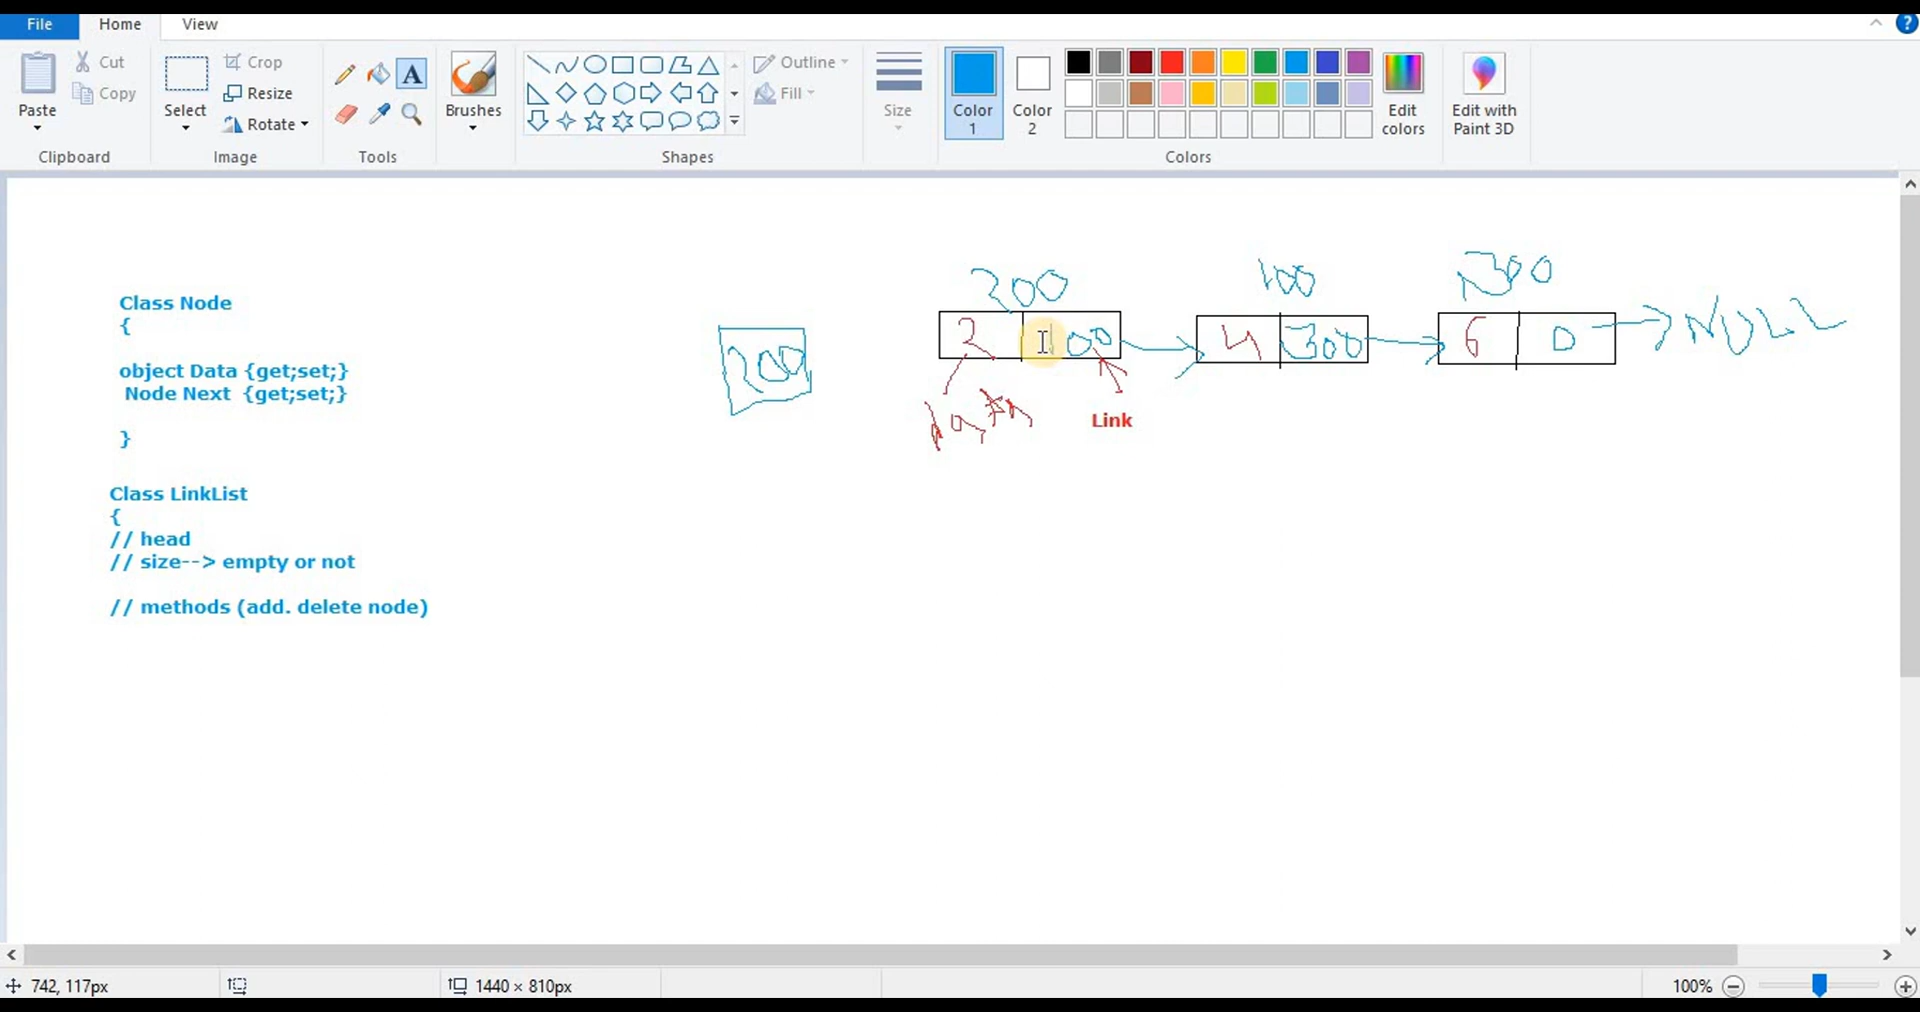 File Home View
Paste
Cut
Copy
Clipboard
Select
Crop
Resize
Rotate
Image
Tools
Brushes
Shapes
Outline
Fill
Size
Color 1
Color 2
Edit colors
Colors
Edit with Paint 3D
Class Node
{
object Data {get;set;}
Node Next {get;set;}
}
Class LinkList
{
// head
// size--> empty or not
// methods (add. delete node)
200
200 100 300
2 100 4 300 6 0 NULL
data Link
742, 117px
1440 × 810px
100%